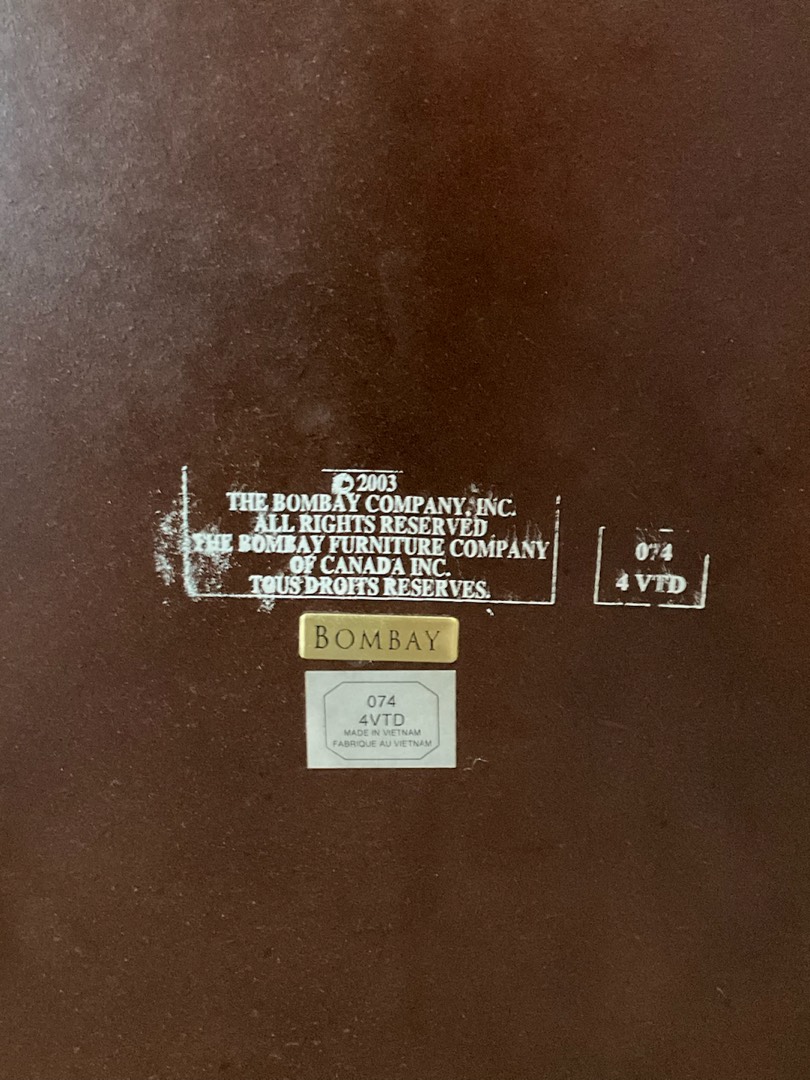 © 2003
THE BOMBAY COMPANY, INC.
ALL RIGHTS RESERVED
THE BOMBAY FURNITURE COMPANY
OF CANADA INC.
TOUS DROITS RESERVES.
074
4 VTD
BOMBAY
074
4VTD
MADE IN VIETNAM
FABRIQUE AU VIETNAM